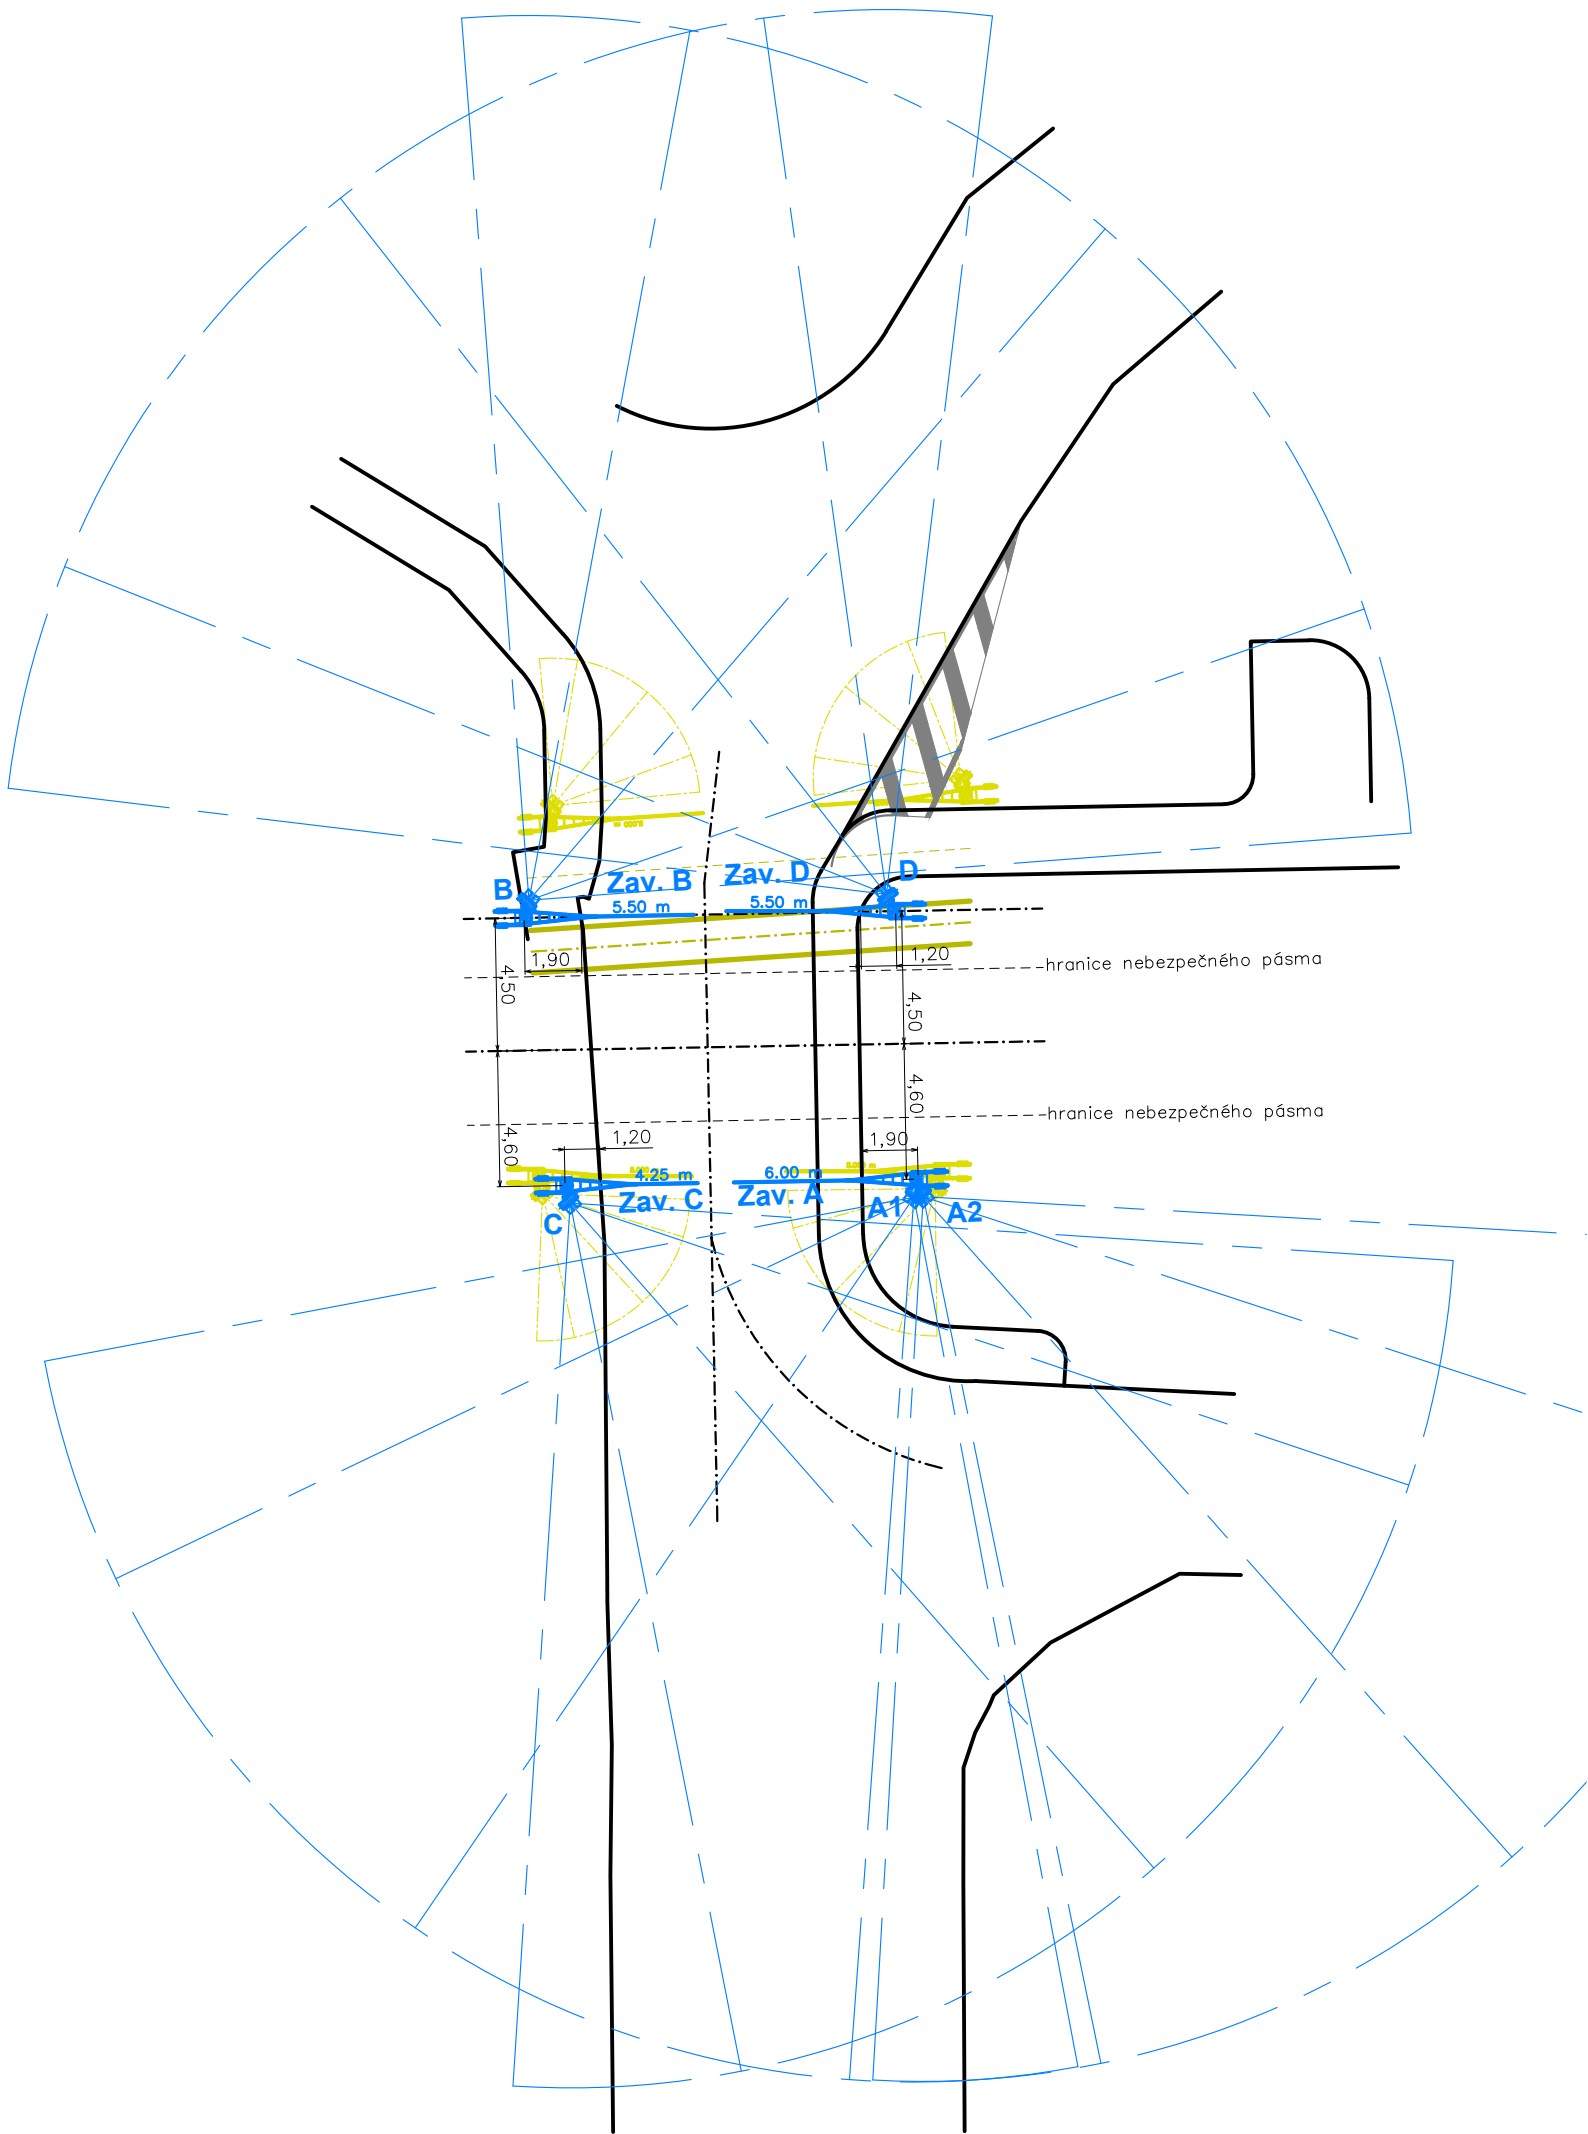 B
Zav. B
Zav. D
D
5.50 m
5.50 m
1,90
1,20
hranice nebezpečného pásma
4,50
4,50
4,60
hranice nebezpečného pásma
4,60
1,20
1,90
4.25 m
6.00 m
Zav. C
Zav. A
A1
A2
C